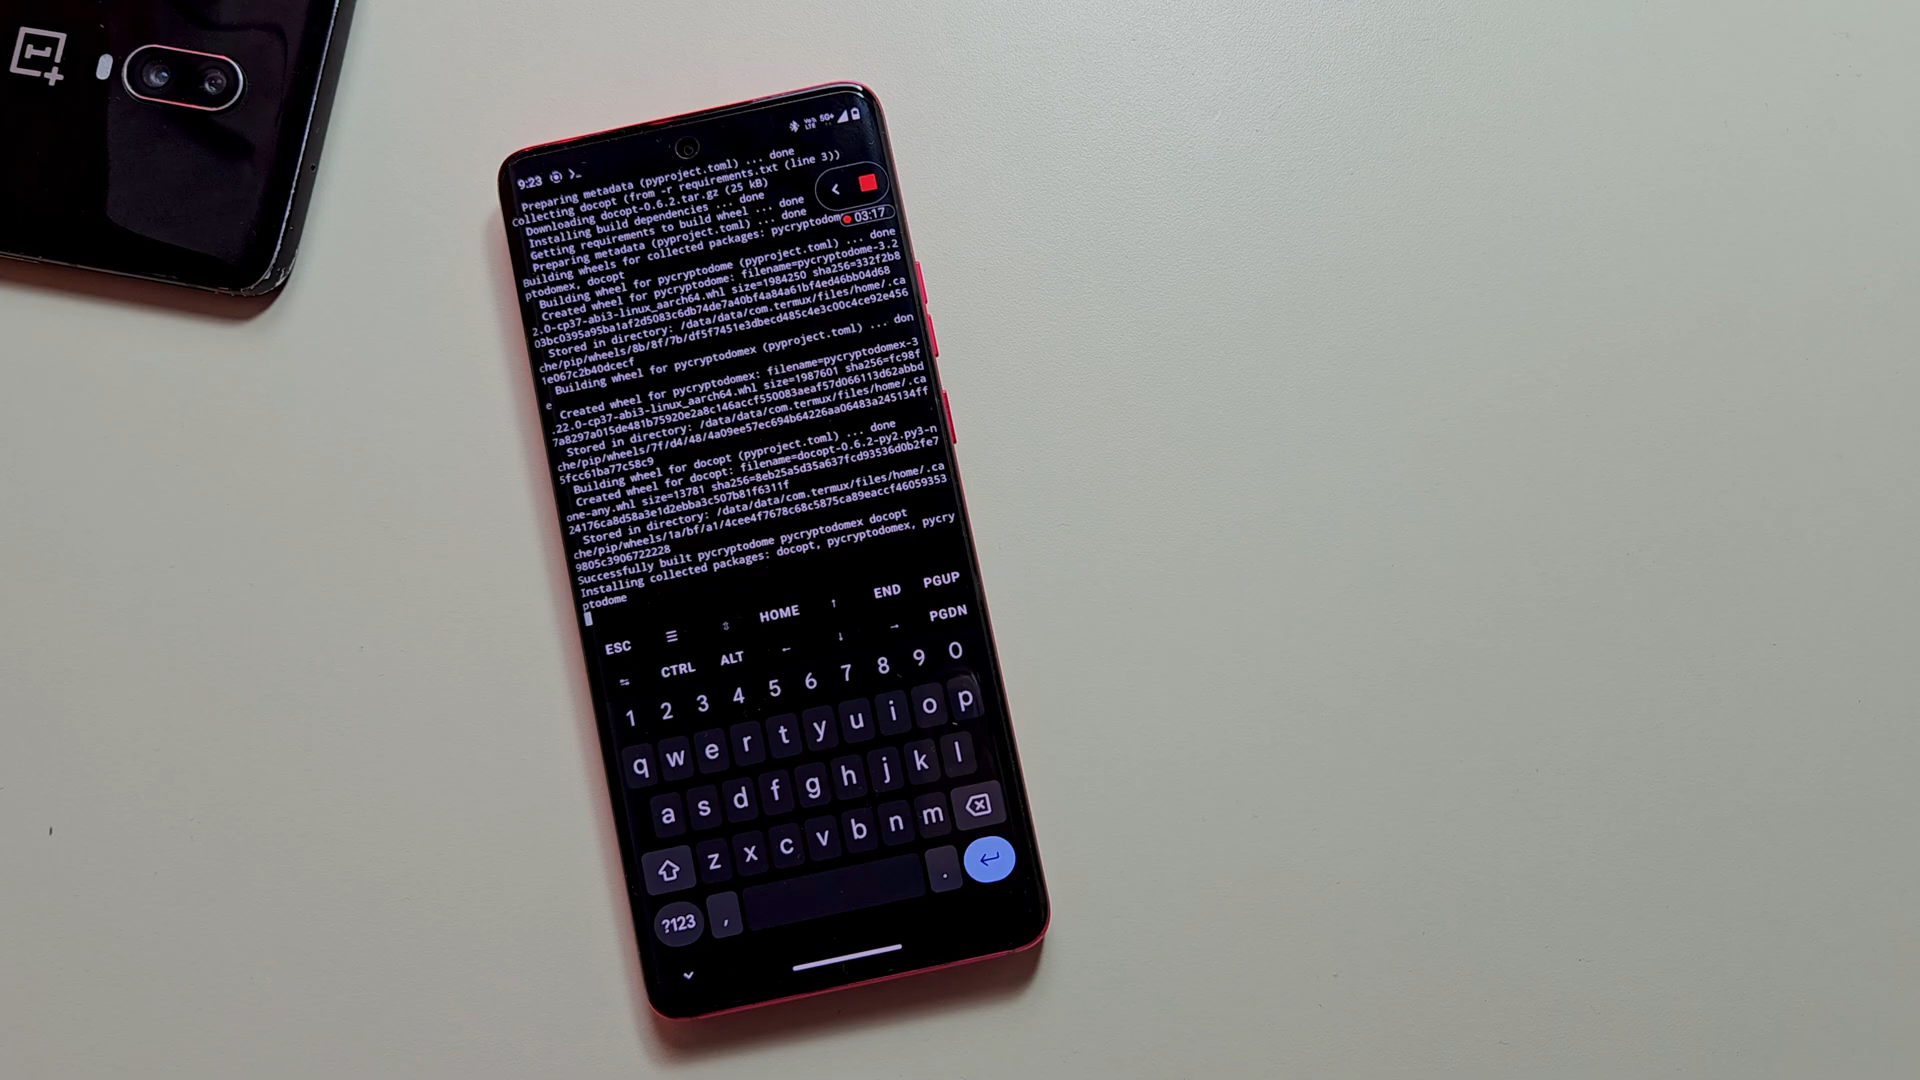 9:23
VoLTE 5G+
Preparing metadata (pyproject.toml) ... done
Collecting docopt (from -r requirements.txt (line 3))
Downloading docopt-0.6.2.tar.gz (25 kB)
Installing build dependencies ... done
Getting requirements to build wheel ... done
Preparing metadata (pyproject.toml) ... done
Building wheels for collected packages: pycryptodom
03:17
ptodomex, docopt
Building wheel for pycryptodome (pyproject.toml) ... done
Created wheel for pycryptodome: filename=pycryptodome-3.2
2.0-cp37-abi3-linux_aarch64.whl size=1984250 sha256=332f2b8
03bc0395a95ba1af2d5083c6db74de7a40bf4a84a61bf4ed46bb04d68
Stored in directory: /data/data/com.termux/files/home/.ca
che/pip/wheels/8b/8f/7b/df5f7451e3dbecd485c4e3c00c4ce92e456
1e067c2b40dcecf
Building wheel for pycryptodomex (pyproject.toml) ... don
e
Created wheel for pycryptodomex: filename=pycryptodomex-3
.22.0-cp37-abi3-linux_aarch64.whl size=1987601 sha256=fc98f
7a8297a015de481b75920e2a8c146accf550083aeaf57d066113d62abbd
Stored in directory: /data/data/com.termux/files/home/.ca
che/pip/wheels/7f/d4/48/4a09ee57ec694b64226aa06483a245134ff
5fcc61ba77c58c9
Building wheel for docopt (pyproject.toml) ... done
Created wheel for docopt: filename=docopt-0.6.2-py2.py3-n
one-any.whl size=13781 sha256=8eb25a5d35a637fcd93536d0b2fe7
24176ca8d58a3e1d2ebba3c507b81f6311f
Stored in directory: /data/data/com.termux/files/home/.ca
che/pip/wheels/1a/bf/a1/4cee4f7678c68c5875ca89eaccf46059353
9805c3906722228
Successfully built pycryptodome pycryptodomex docopt
Installing collected packages: docopt, pycryptodomex, pycry
ptodome
ESC HOME END PGUP
CTRL ALT PGDN
1 2 3 4 5 6 7 8 9 0
q w e r t y u i o p
a s d f g h j k l
z x c v b n m
?123 , .